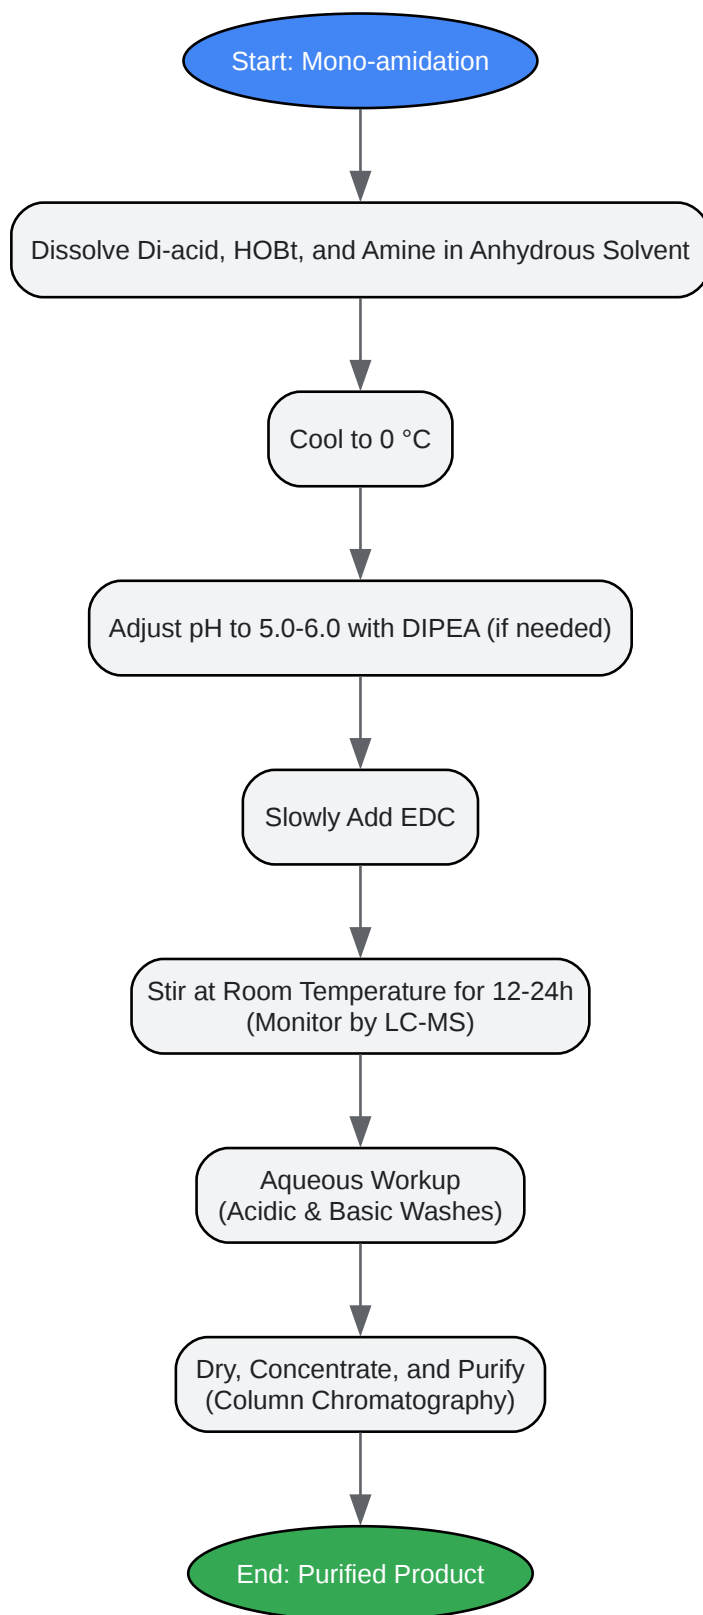 Start: Mono-amidation
Dissolve Di-acid, HOBt, and Amine in Anhydrous Solvent
Cool to 0 °C
Adjust pH to 5.0-6.0 with DIPEA (if needed)
Slowly Add EDC
Stir at Room Temperature for 12-24h
(Monitor by LC-MS)
Aqueous Workup
(Acidic & Basic Washes)
Dry, Concentrate, and Purify
(Column Chromatography)
End: Purified Product